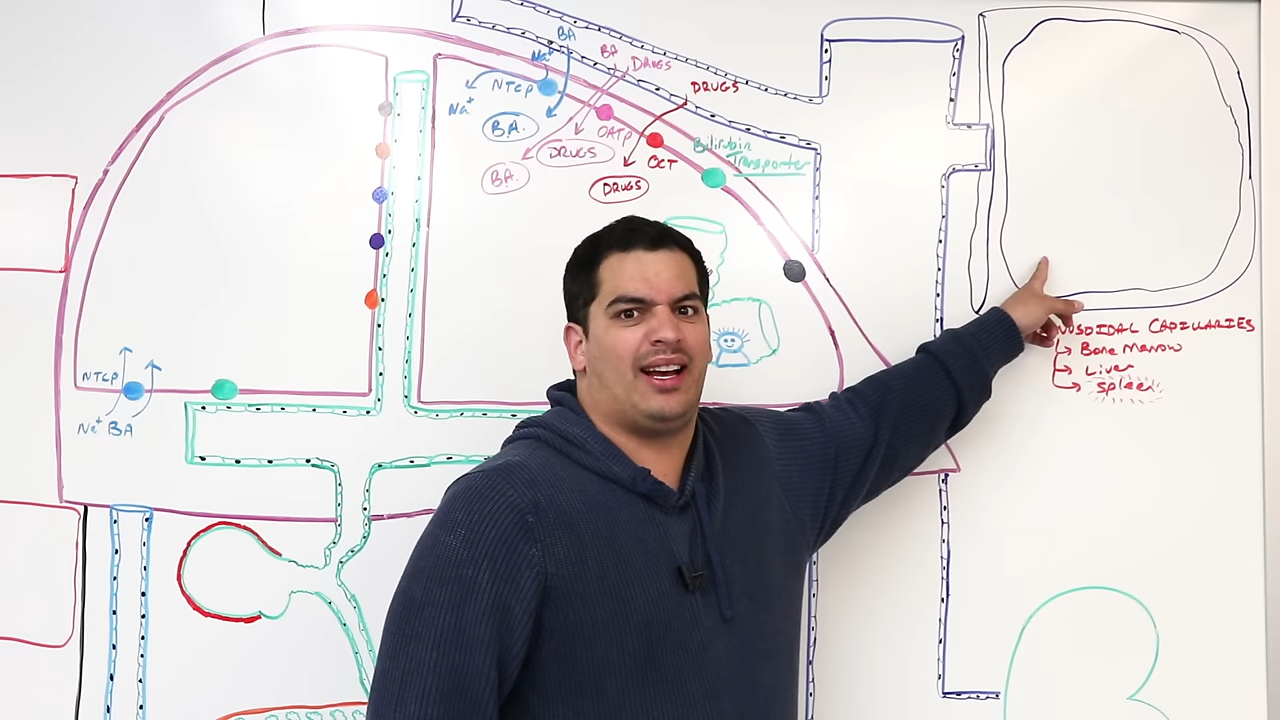 BA
Na⁺
BA
DRUGS
NTCP
DRUGS
Na⁺
B.A.
OATP
DRUGS
B.A.
OCT
DRUGS
Bilirubin
Transporter
CAPILLARIES
Bone Marrow
Liver
Spleen
NTCP
Na⁺ BA